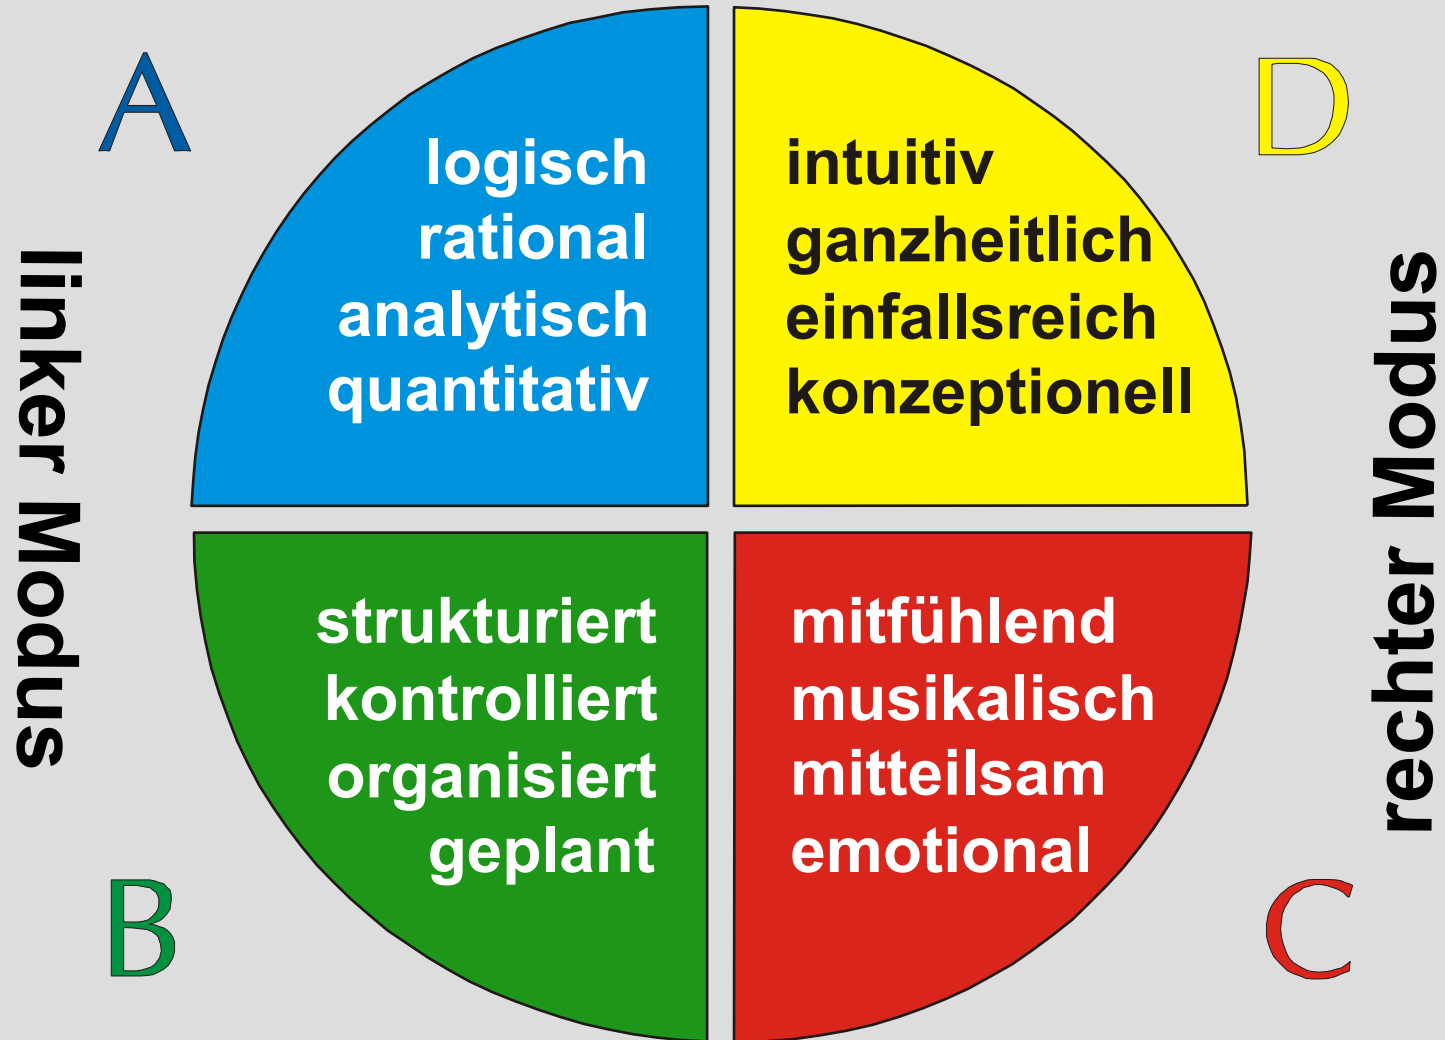 A
logisch
rational
analytisch
quantitativ
D
intuitiv
ganzheitlich
einfallsreich
konzeptionell
linker Modus
rechter Modus
B
strukturiert
kontrolliert
organisiert
geplant
C
mitfühlend
musikalisch
mitteilsam
emotional